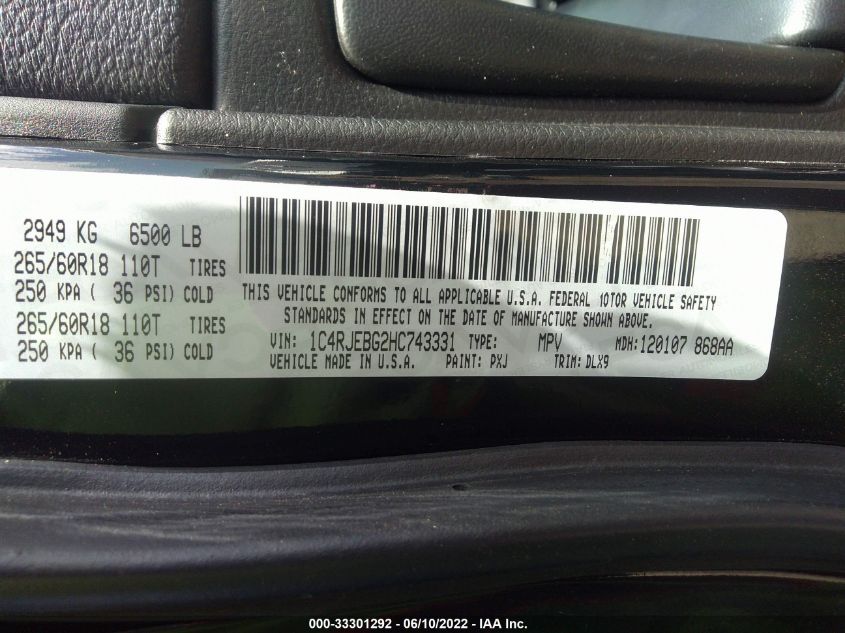 2949 KG 6500 LB
265/60R18 110T TIRES
250 KPA ( 36 PSI) COLD
265/60R18 110T TIRES
250 KPA ( 36 PSI) COLD
THIS VEHICLE CONFORMS TO ALL APPLICABLE U.S.A. FEDERAL MOTOR VEHICLE SAFETY
STANDARDS IN EFFECT ON THE DATE OF MANUFACTURE SHOWN ABOVE.
VIN: 1C4RJEBG2HC743331 TYPE: MPV MDH: 120107 868AA
VEHICLE MADE IN U.S.A. PAINT: PXJ TRIM: DLX9
000-33301292 - 06/10/2022 - IAA Inc.